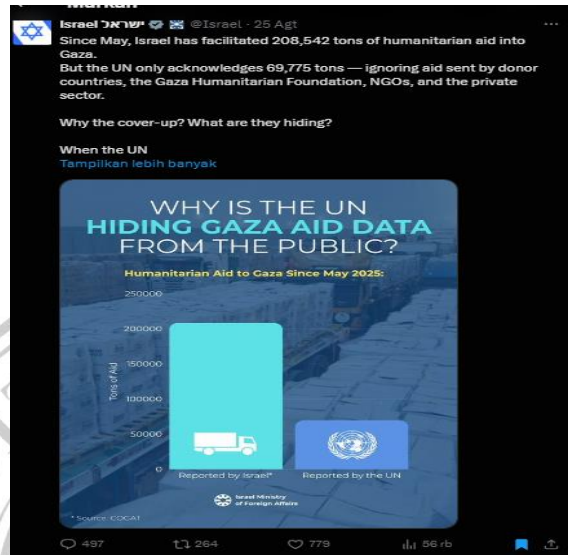 Israel ישראל @Israel · 25 Agt
Since May, Israel has facilitated 208,542 tons of humanitarian aid into
Gaza.
But the UN only acknowledges 69,775 tons — ignoring aid sent by donor
countries, the Gaza Humanitarian Foundation, NGOs, and the private
sector.
Why the cover-up? What are they hiding?
When the UN
Tampilkan lebih banyak
WHY IS THE UN
HIDING GAZA AID DATA
FROM THE PUBLIC?
Humanitarian Aid to Gaza Since May 2025:
250000
200000
150000
100000
50000
0
Tons of Aid
Reported by Israel*
Reported by the UN
Israel Ministry
of Foreign Affairs
* Source: COGAT
497
264
779
56 rb